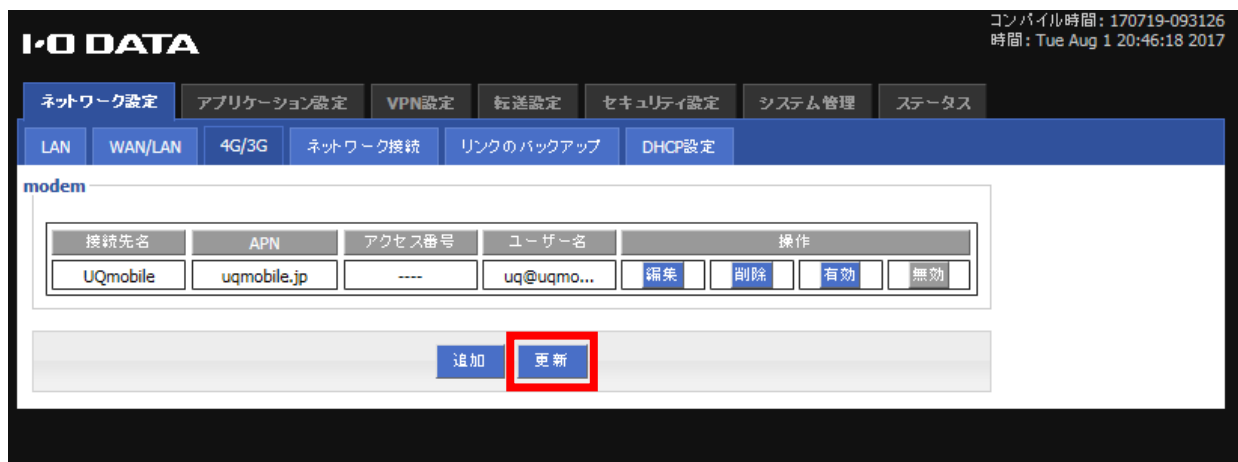 コンパイル時間: 170719-093126
I-O DATA
時間: Tue Aug 1 20:46:18 2017
ネットワーク設定 アプリケーション設定 VPN設定 転送設定 セキュリティ設定 システム管理 ステータス
LAN WAN/LAN 4G/3G ネットワーク接続 リンクのバックアップ DHCP設定
modem
接続先名 APN アクセス番号 ユーザー名 操作
UQmobile uqmobile.jp ---- uq@uqmo... 編集 削除 有効 無効
追加 更新